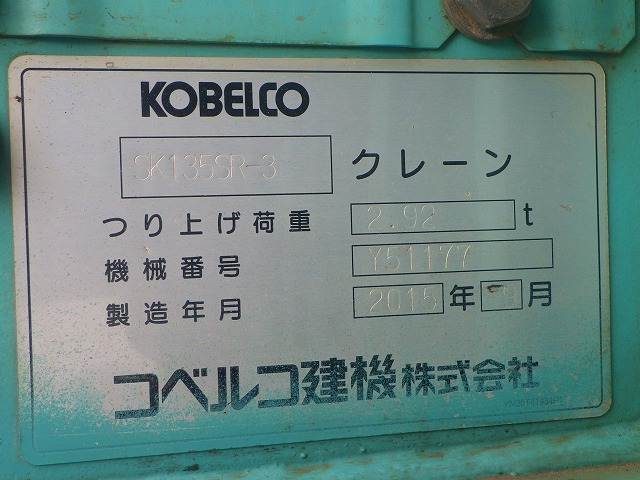 KOBELCO
SK135SR-3 クレーン
つり上げ荷重 2.92 t
機械番号 Y51177
製造年月 2015 年 月
コベルコ建機株式会社